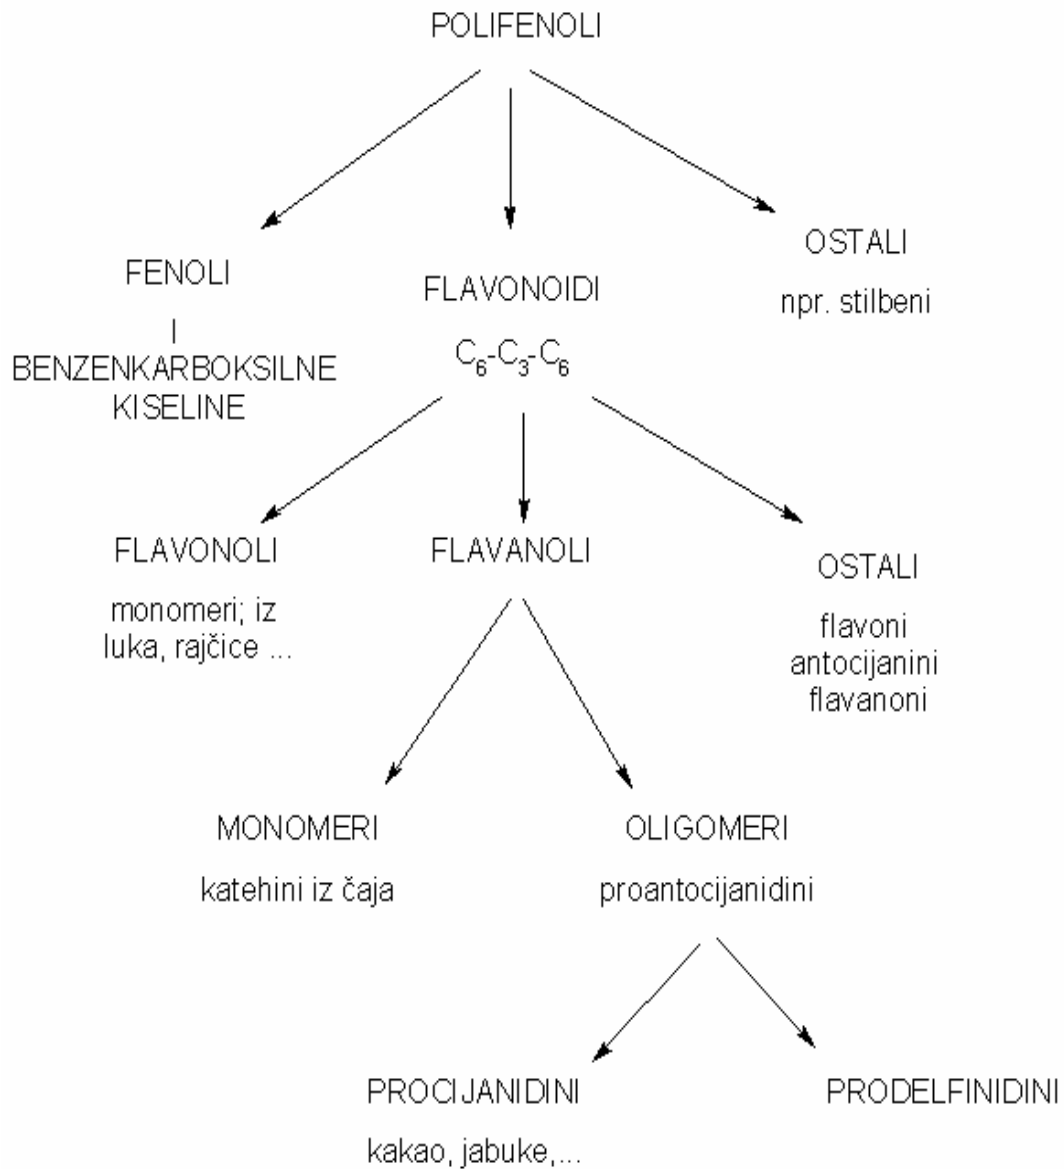 POLIFENOLI
FENOLI
I
BENZENKARBOKSILNE
KISELINE
FLAVONOIDI
C₆-C₃-C₆
OSTALI
npr. stilbeni
FLAVONOLI
monomeri; iz
luka, rajčice ...
FLAVANOLI
OSTALI
flavoni
antocijanini
flavanoni
MONOMERI
katehini iz čaja
OLIGOMERI
proantocijanidini
PROCIJANIDINI
kakao, jabuke,...
PRODELFINIDINI